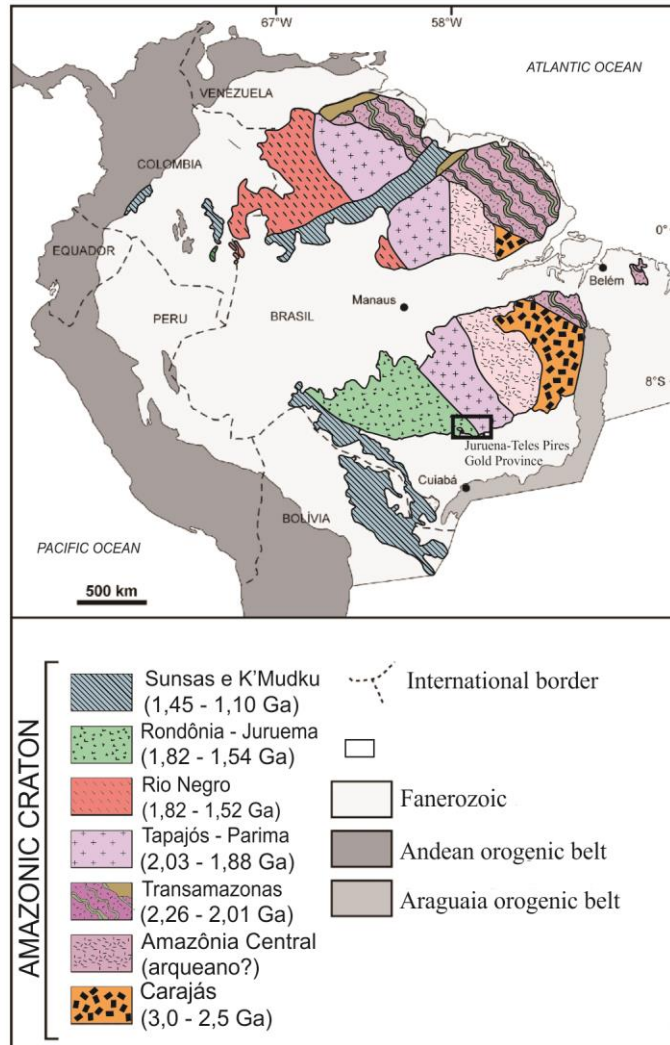 67°W
58°W
ATLANTIC OCEAN
VENEZUELA
COLOMBIA
0°
EQUADOR
Belém
Manaus
PERU
BRASIL
8°S
Juruena-Teles Pires
Gold Province
Cuiabá
BOLÍVIA
PACIFIC OCEAN
500 km
AMAZONIC CRATON
Sunsas e K'Mudku
(1,45 - 1,10 Ga)
Rondônia - Juruema
(1,82 - 1,54 Ga)
Rio Negro
(1,82 - 1,52 Ga)
Tapajós - Parima
(2,03 - 1,88 Ga)
Transamazonas
(2,26 - 2,01 Ga)
Amazônia Central
(arqueano?)
Carajás
(3,0 - 2,5 Ga)
International border
Fanerozoic
Andean orogenic belt
Araguaia orogenic belt